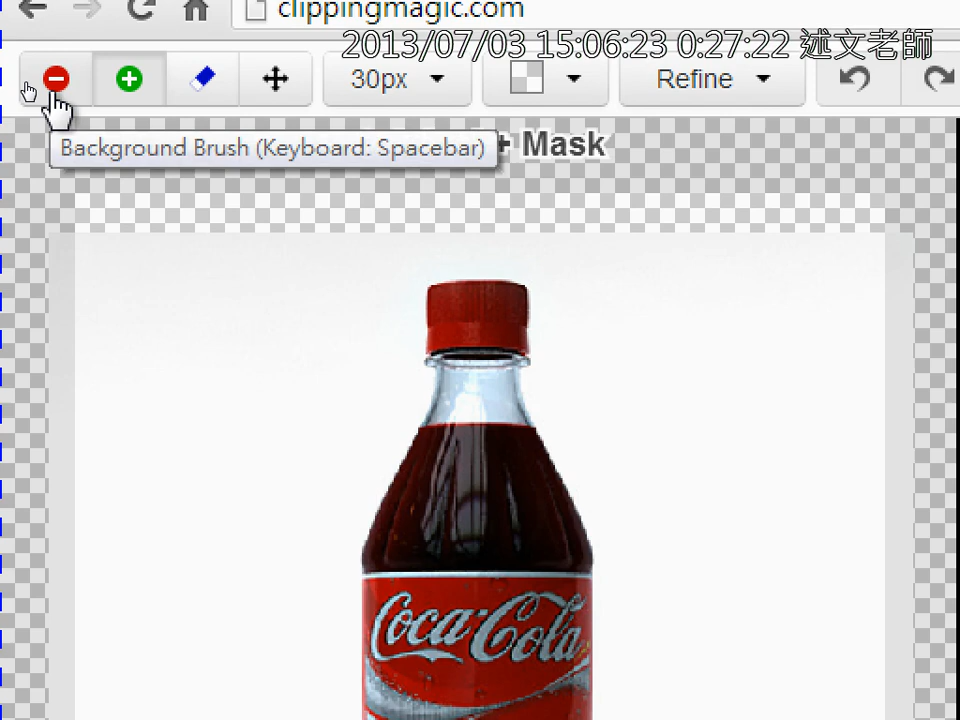 clippingmagic.com
2013/07/03 15:06:23 0:27:22 述文老師
30px
Refine
Background Brush (Keyboard: Spacebar)
+ Mask
Coca-Cola